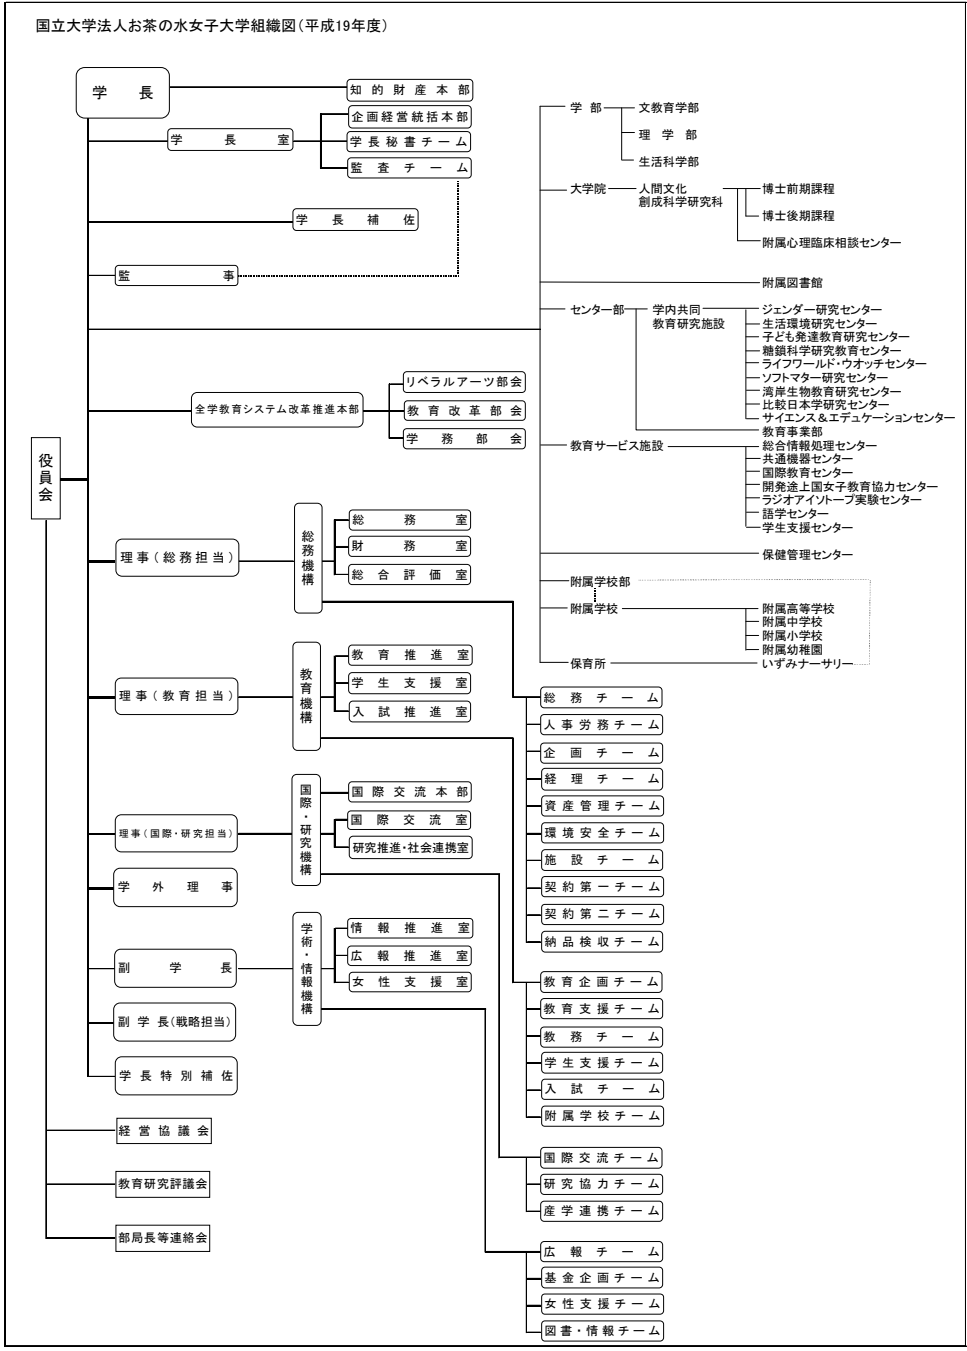 国立大学法人お茶の水女子大学組織図(平成19年度)
学長
知的財産本部
学長室
企画経営統括本部
学長秘書チーム
監査チーム
学長補佐
監事
全学教育システム改革推進本部
リベラルアーツ部会
教育改革部会
学務部会
役員会
理事(総務担当)
総務機構
総務室
財務室
総合評価室
理事(教育担当)
教育機構
教育推進室
学生支援室
入試推進室
理事(国際・研究担当)
国際・研究機構
国際交流本部
国際交流室
研究推進・社会連携室
学外理事
副学長
学術・情報機構
情報推進室
広報推進室
女性支援室
副学長(戦略担当)
学長特別補佐
経営協議会
教育研究評議会
部局長等連絡会
学部
文教育学部
理学部
生活科学部
大学院
人間文化
創成科学研究科
博士前期課程
博士後期課程
附属心理臨床相談センター
附属図書館
センター部
学内共同
教育研究施設
ジェンダー研究センター
生活環境研究センター
子ども発達教育研究センター
糖鎖科学研究教育センター
ライフワールド・ウオッチセンター
ソフトマター研究センター
湾岸生物教育研究センター
比較日本学研究センター
サイエンス＆エデュケーションセンター
教育事業部
教育サービス施設
総合情報処理センター
共通機器センター
国際教育センター
開発途上国女子教育協力センター
ラジオアイソトープ実験センター
語学センター
学生支援センター
保健管理センター
附属学校部
附属学校
附属高等学校
附属中学校
附属小学校
附属幼稚園
保育所
いずみナーサリー
総務チーム
人事労務チーム
企画チーム
経理チーム
資産管理チーム
環境安全チーム
施設チーム
契約第一チーム
契約第二チーム
納品検収チーム
教育企画チーム
教育支援チーム
教務チーム
学生支援チーム
入試チーム
附属学校チーム
国際交流チーム
研究協力チーム
産学連携チーム
広報チーム
基金企画チーム
女性支援チーム
図書・情報チーム